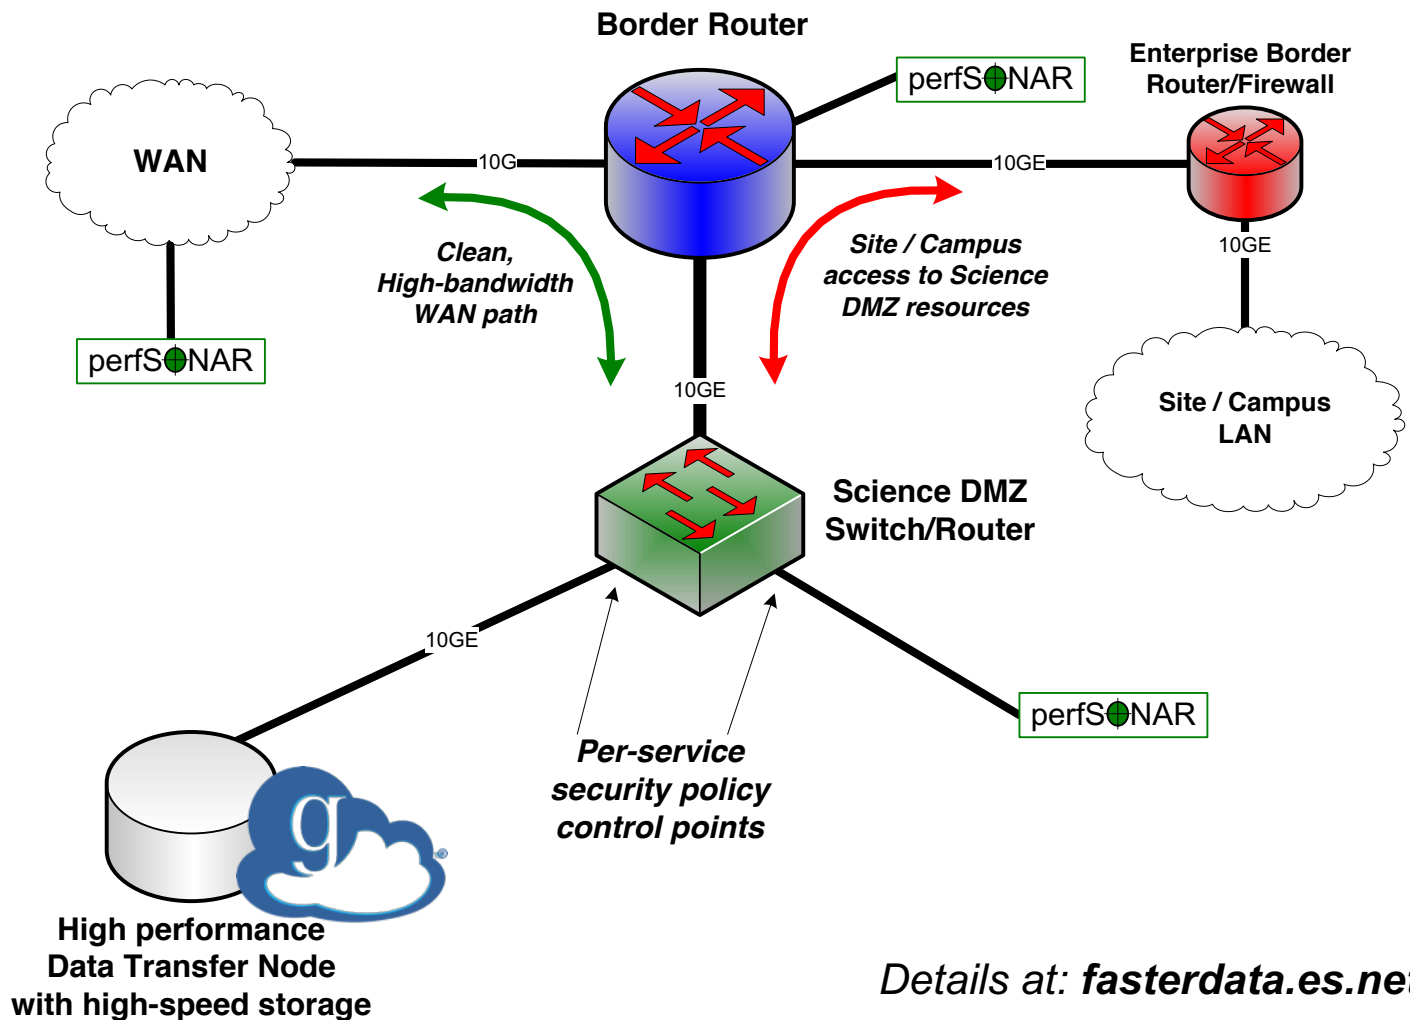 Border Router
Enterprise Border
Router/Firewall
perfSONAR
WAN
10G
10GE
10GE
Clean,
High-bandwidth
WAN path
Site / Campus
access to Science
DMZ resources
perfSONAR
10GE
Site / Campus
LAN
Science DMZ
Switch/Router
10GE
perfSONAR
Per-service
security policy
control points
g
High performance
Data Transfer Node
with high-speed storage
Details at: fasterdata.es.net